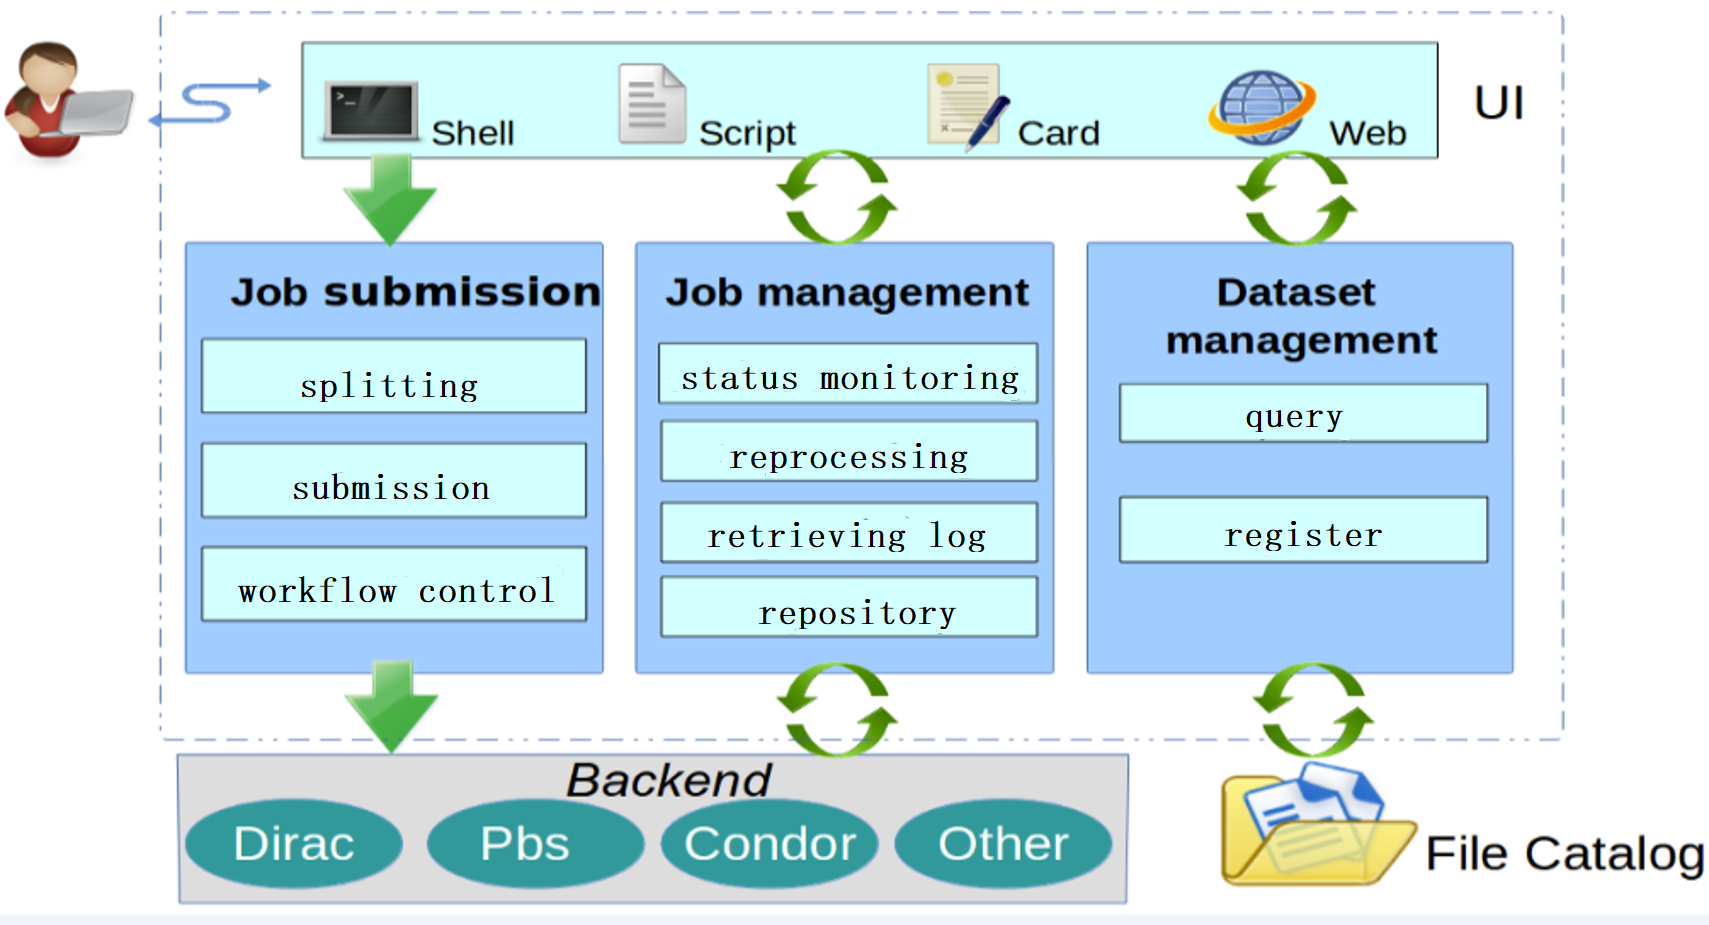 >_
Shell
Script
Card
Web
UI
Job submission
splitting
submission
workflow control
Job management
status monitoring
reprocessing
retrieving log
repository
Dataset
management
query
register
Backend
Dirac
Pbs
Condor
Other
File Catalog